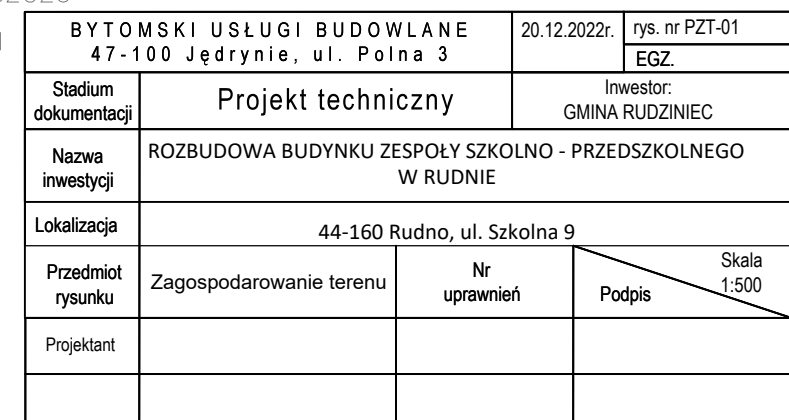 BYTOMSKI USŁUGI BUDOWLANE
47-100 Jędrynie, ul. Polna 3
20.12.2022r.
rys. nr PZT-01
EGZ.
Stadium
dokumentacji
Projekt techniczny
Inwestor:
GMINA RUDZINIEC
Nazwa
inwestycji
ROZBUDOWA BUDYNKU ZESPOŁY SZKOLNO - PRZEDSZKOLNEGO
W RUDNIE
Lokalizacja
44-160 Rudno, ul. Szkolna 9
Przedmiot
rysunku
Zagospodarowanie terenu
Nr
uprawnień
Podpis
Skala
1:500
Projektant